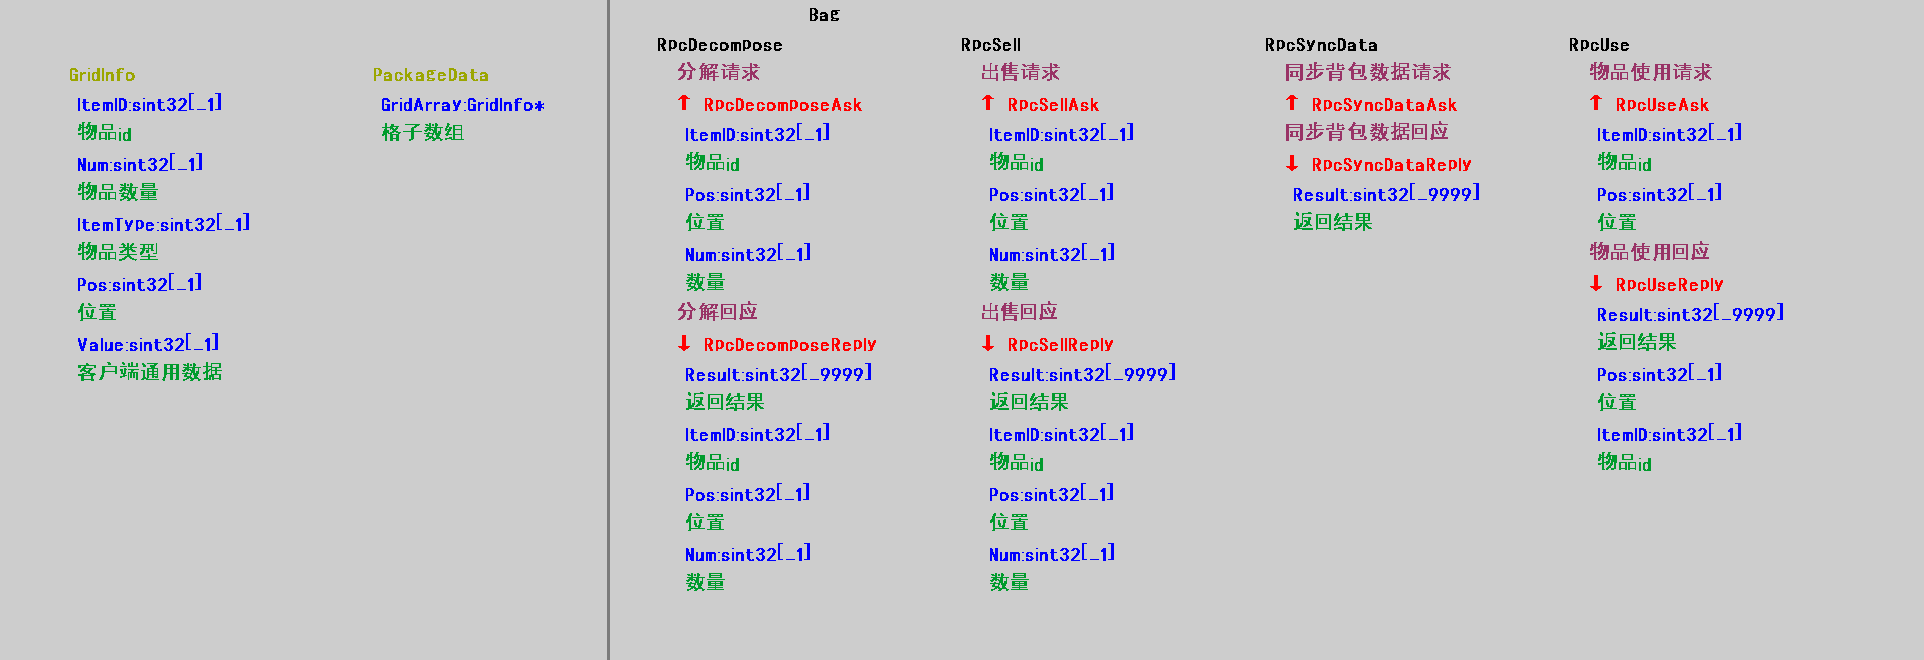 GridInfo
ItemID:sint32[_1]
物品id
Num:sint32[_1]
物品数量
ItemType:sint32[_1]
物品类型
Pos:sint32[_1]
位置
Value:sint32[_1]
客户端通用数据
PackageData
GridArray:GridInfo*
格子数组
Bag
RpcDecompose
分解请求
↑ RpcDecomposeAsk
ItemID:sint32[_1]
物品id
Pos:sint32[_1]
位置
Num:sint32[_1]
数量
分解回应
↓ RpcDecomposeReply
Result:sint32[_9999]
返回结果
ItemID:sint32[_1]
物品id
Pos:sint32[_1]
位置
Num:sint32[_1]
数量
RpcSell
出售请求
↑ RpcSellAsk
ItemID:sint32[_1]
物品id
Pos:sint32[_1]
位置
Num:sint32[_1]
数量
出售回应
↓ RpcSellReply
Result:sint32[_9999]
返回结果
ItemID:sint32[_1]
物品id
Pos:sint32[_1]
位置
Num:sint32[_1]
数量
RpcSyncData
同步背包数据请求
↑ RpcSyncDataAsk
同步背包数据回应
↓ RpcSyncDataReply
Result:sint32[_9999]
返回结果
RpcUse
物品使用请求
↑ RpcUseAsk
ItemID:sint32[_1]
物品id
Pos:sint32[_1]
位置
物品使用回应
↓ RpcUseReply
Result:sint32[_9999]
返回结果
Pos:sint32[_1]
位置
ItemID:sint32[_1]
物品id